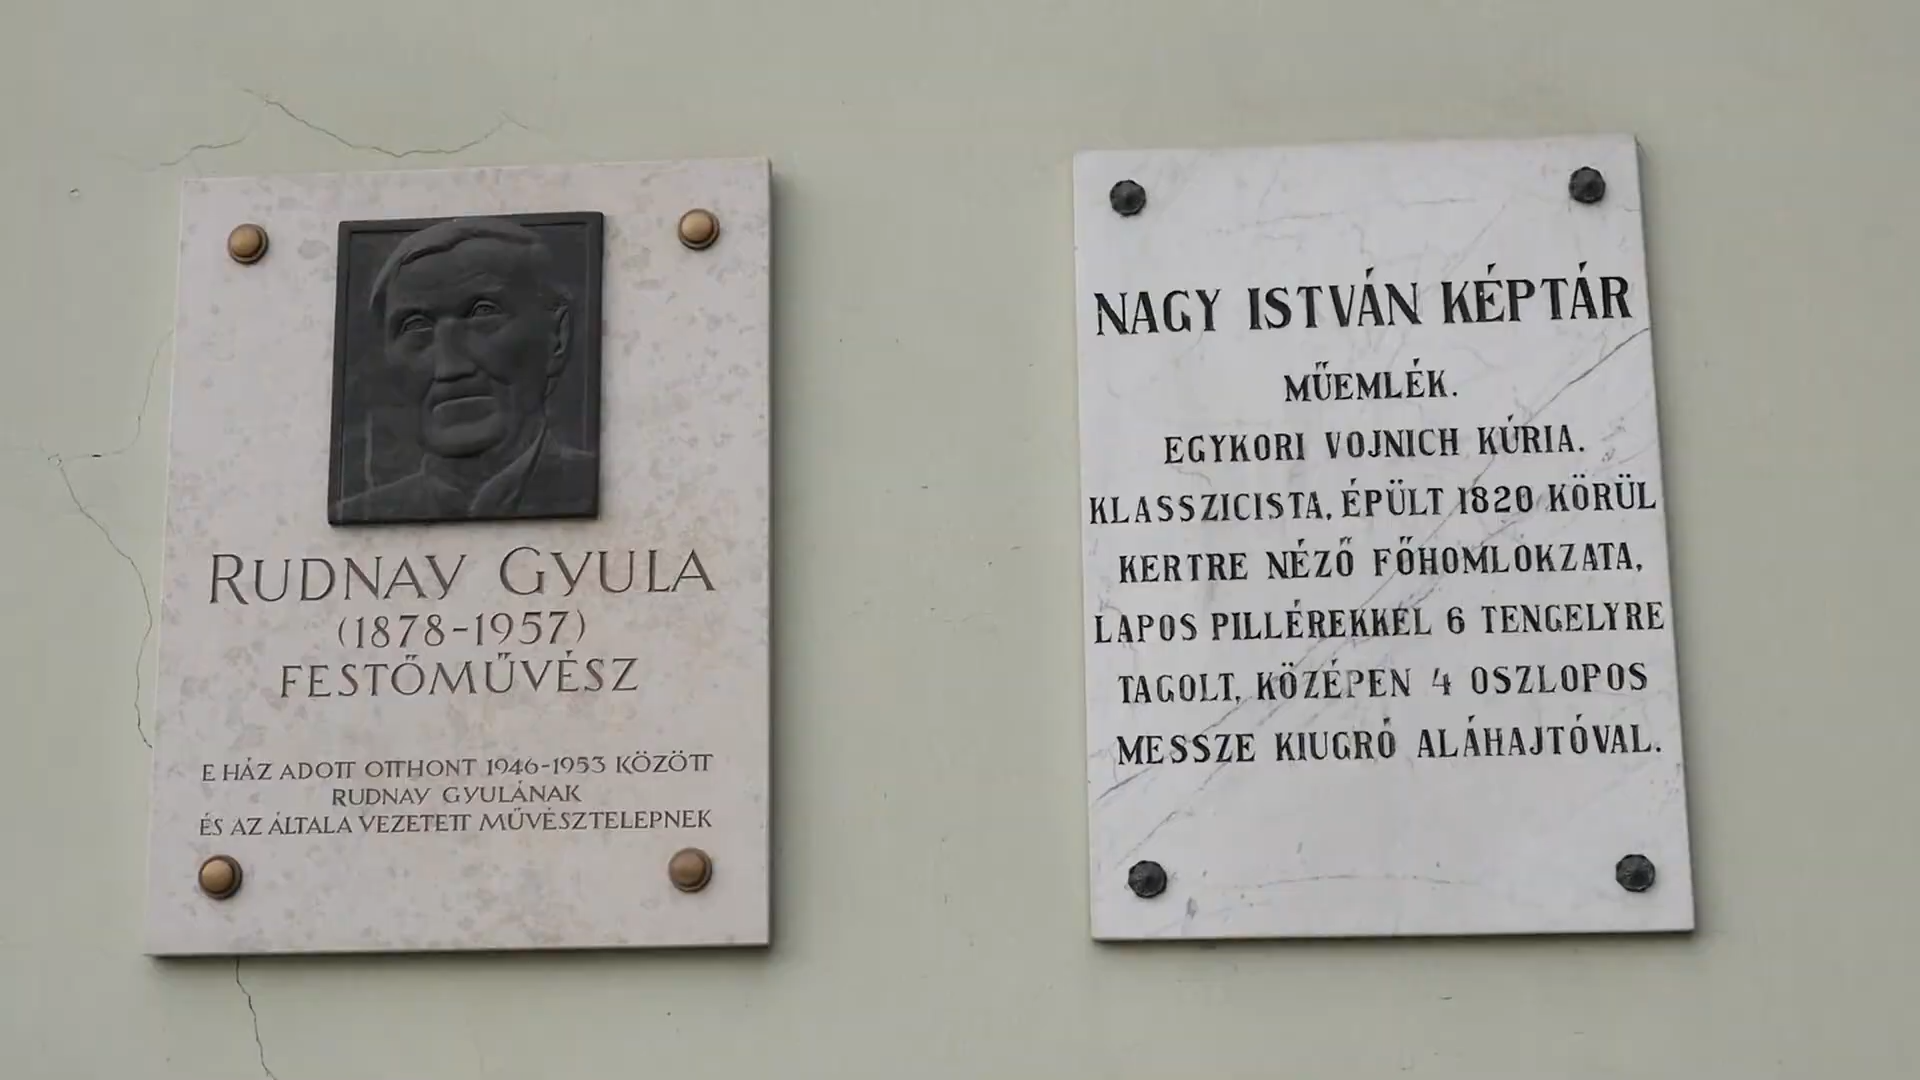 RUDNAY GYULA
(1878-1957)
FESTŐMŰVÉSZ
E HÁZ ADOTT OTTHONT 1946-1953 KÖZÖTT
RUDNAY GYULÁNAK
ÉS AZ ÁLTALA VEZETETT MŰVÉSZTELEPNEK
NAGY ISTVÁN KÉPTÁR
MŰEMLÉK.
EGYKORI VOJNICH KÚRIA.
KLASSZICISTA, ÉPÜLT 1820 KÖRÜL
KERTRE NÉZŐ FŐHOMLOKZATA,
LAPOS PILLÉREKKEL 6 TENGELYRE
TAGOLT, KÖZÉPEN 4 OSZLOPOS
MESSZE KIUGRÓ ALÁHAJTÓVAL.